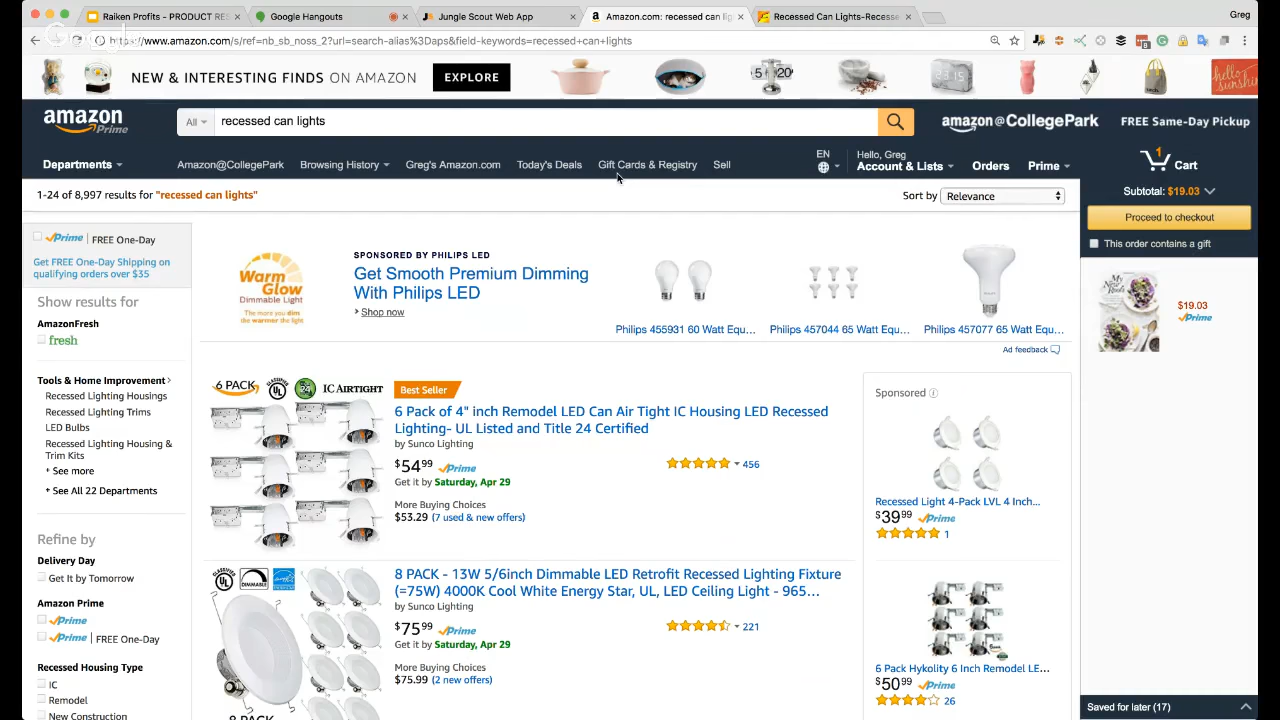 Raiken Profits - PRODUCT RES
Google Hangouts
Jungle Scout Web App
Amazon.com: recessed can lig
Recessed Can Lights-Recesse
Greg
https://www.amazon.com/s/ref=nb_sb_noss_2?url=search-alias%3Daps&field-keywords=recessed+can+lights
NEW & INTERESTING FINDS ON AMAZON
EXPLORE
amazon
Prime
All
recessed can lights
amazon@CollegePark
FREE Same-Day Pickup
Departments
Amazon@CollegePark
Browsing History
Greg's Amazon.com
Today's Deals
Gift Cards & Registry
Sell
EN
Hello, Greg
Account & Lists
Orders
Prime
1
Cart
1-24 of 8,997 results for "recessed can lights"
Sort by
Relevance
Subtotal: $19.03
Proceed to checkout
This order contains a gift
$19.03
Prime
Prime | FREE One-Day
Get FREE One-Day Shipping on
qualifying orders over $35
Show results for
AmazonFresh
fresh
Tools & Home Improvement
Recessed Lighting Housings
Recessed Lighting Trims
LED Bulbs
Recessed Lighting Housing &
Trim Kits
+ See more
+ See All 22 Departments
Refine by
Delivery Day
Get It by Tomorrow
Amazon Prime
Prime
Prime | FREE One-Day
Recessed Housing Type
IC
Remodel
New Construction
Warm
Glow
Dimmable Light
The more you dim
the warmer the light
SPONSORED BY PHILIPS LED
Get Smooth Premium Dimming
With Philips LED
Shop now
Philips 455931 60 Watt Equ...
Philips 457044 65 Watt Equ...
Philips 457077 65 Watt Equ...
Ad feedback
6 PACK
IC AIRTIGHT
Best Seller
6 Pack of 4" inch Remodel LED Can Air Tight IC Housing LED Recessed
Lighting- UL Listed and Title 24 Certified
by Sunco Lighting
$54 99 Prime
456
Get it by Saturday, Apr 29
More Buying Choices
$53.29 (7 used & new offers)
8 PACK - 13W 5/6inch Dimmable LED Retrofit Recessed Lighting Fixture
(=75W) 4000K Cool White Energy Star, UL, LED Ceiling Light - 965...
by Sunco Lighting
$75 99 Prime
221
Get it by Saturday, Apr 29
More Buying Choices
$75.99 (2 new offers)
8 PACK
Sponsored
Recessed Light 4-Pack LVL 4 Inch...
$39 99 Prime
1
6 Pack Hykolity 6 Inch Remodel LE...
$50 99 Prime
26
Saved for later (17)